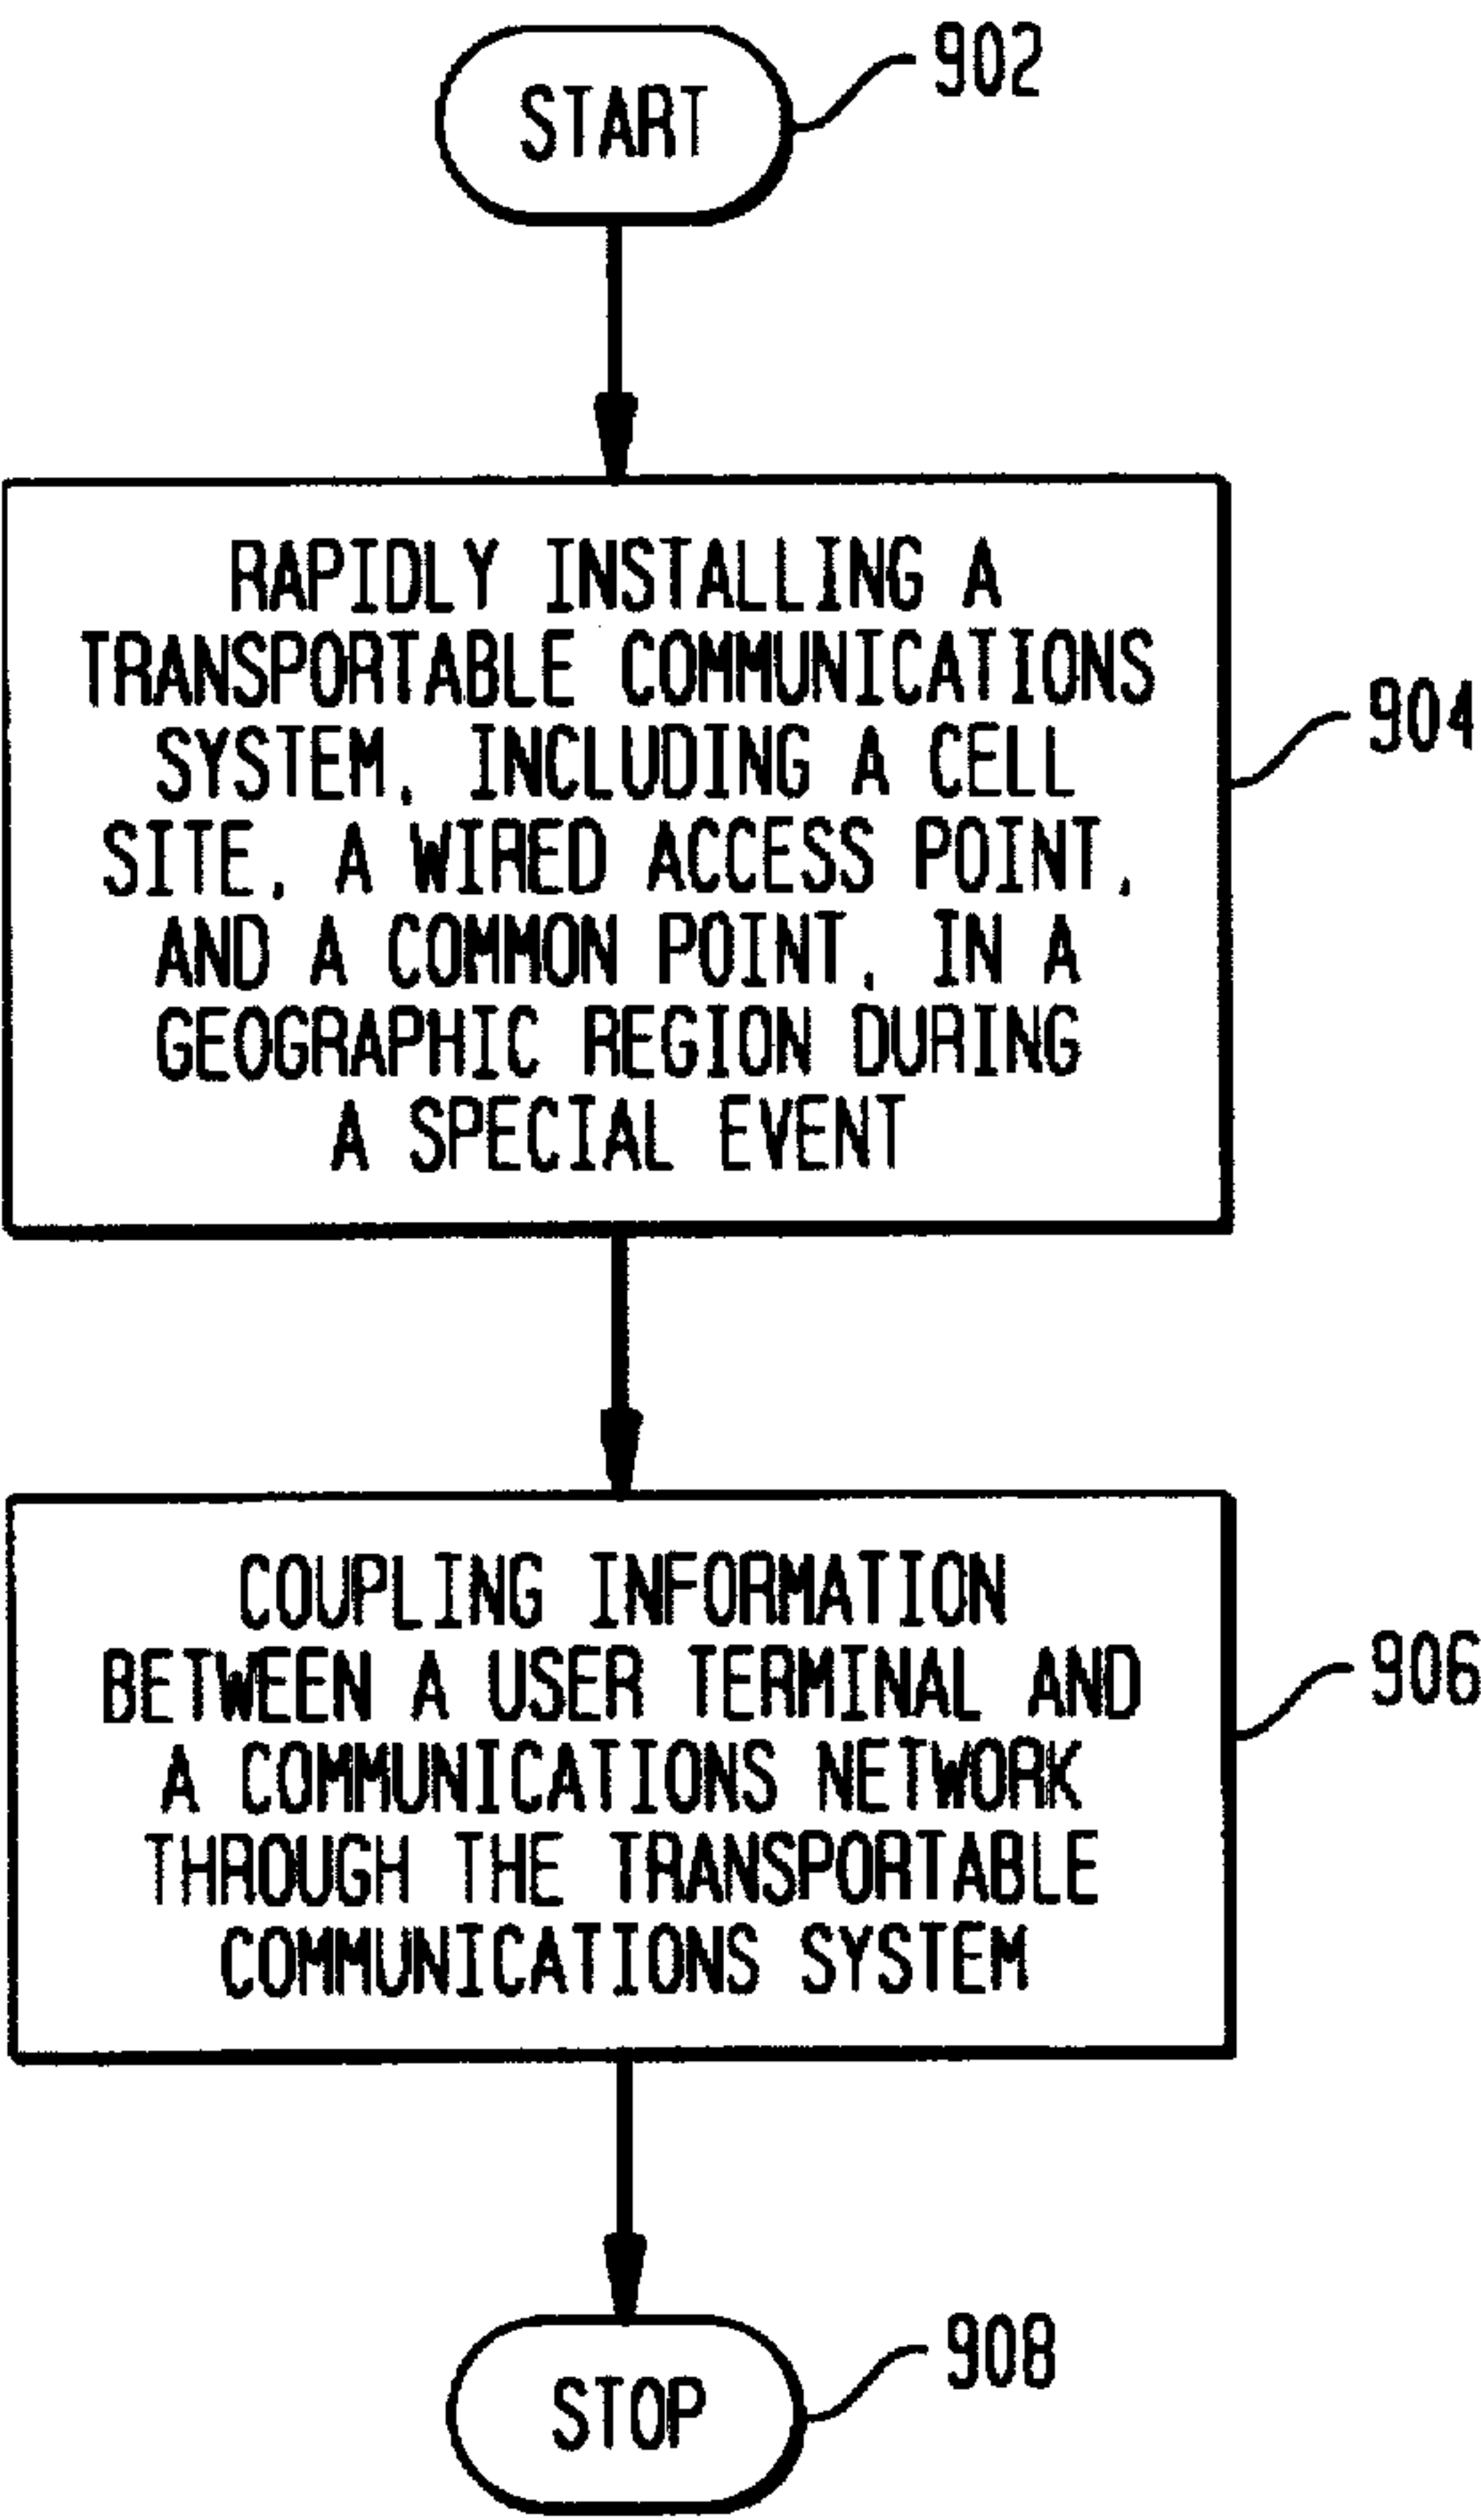 START
902
RAPIDLY INSTALLING A
TRANSPORTABLE COMMUNICATIONS
SYSTEM, INCLUDING A CELL
SITE, A WIRED ACCESS POINT,
AND A COMMON POINT, IN A
GEOGRAPHIC REGION DURING
A SPECIAL EVENT
904
COUPLING INFORMATION
BETWEEN A USER TERMINAL AND
A COMMUNICATIONS NETWORK
THROUGH THE TRANSPORTABLE
COMMUNICATIONS SYSTEM
906
STOP
908